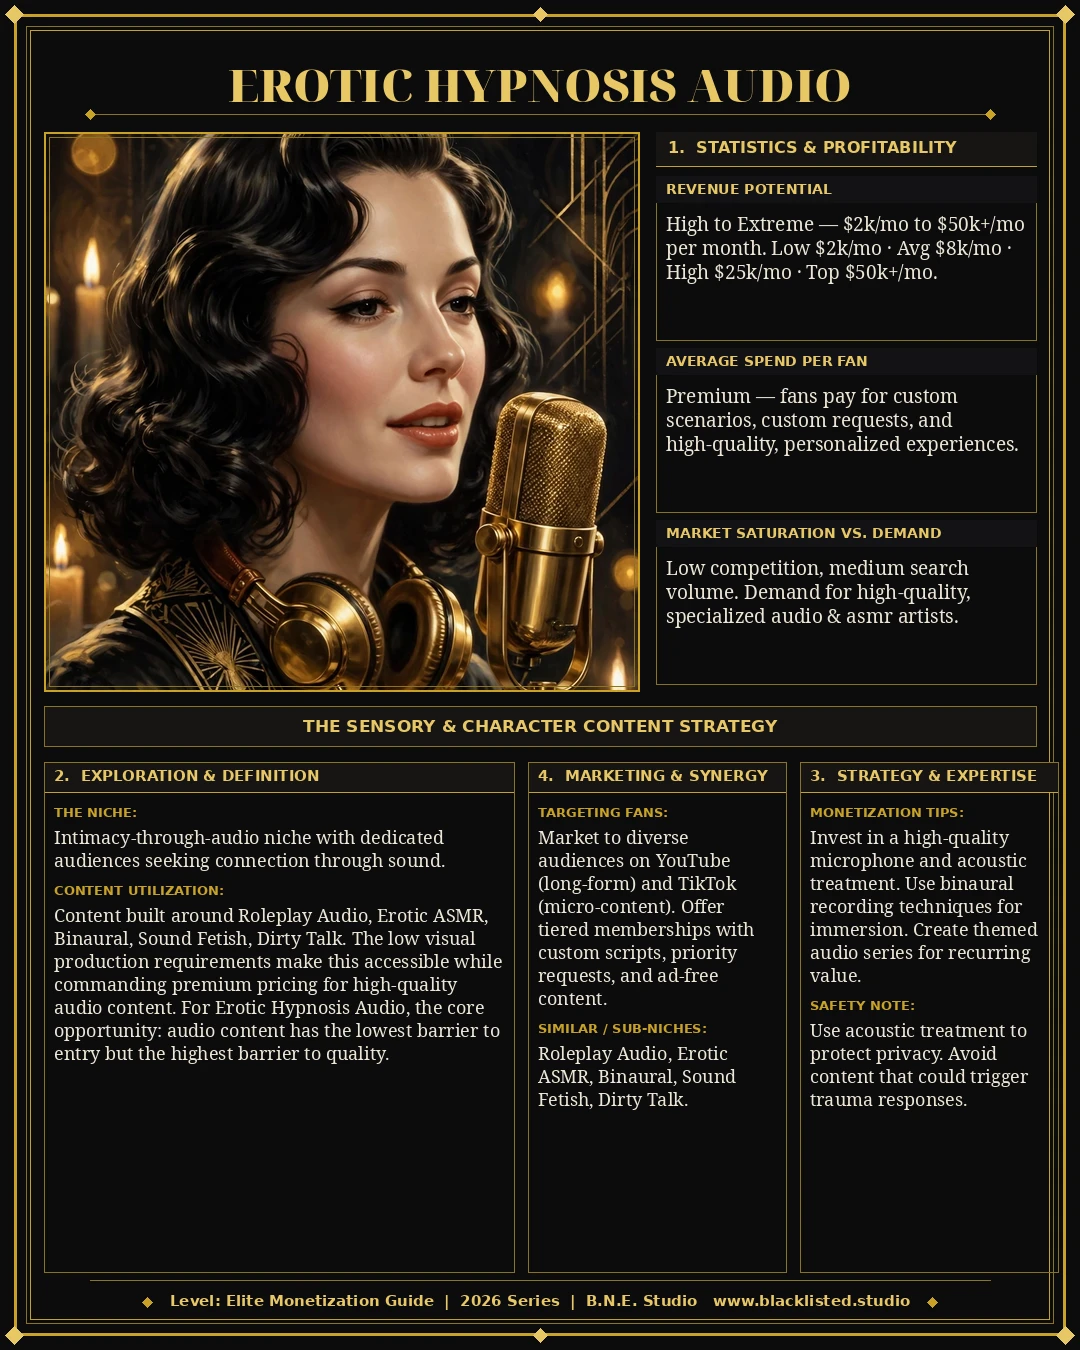 EROTIC HYPNOSIS AUDIO
1. STATISTICS & PROFITABILITY
REVENUE POTENTIAL
High to Extreme — $2k/mo to $50k+/mo
per month. Low $2k/mo · Avg $8k/mo ·
High $25k/mo · Top $50k+/mo.
AVERAGE SPEND PER FAN
Premium — fans pay for custom
scenarios, custom requests, and
high-quality, personalized experiences.
MARKET SATURATION VS. DEMAND
Low competition, medium search
volume. Demand for high-quality,
specialized audio & asmr artists.
THE SENSORY & CHARACTER CONTENT STRATEGY
2. EXPLORATION & DEFINITION
THE NICHE:
Intimacy-through-audio niche with dedicated
audiences seeking connection through sound.
CONTENT UTILIZATION:
Content built around Roleplay Audio, Erotic ASMR,
Binaural, Sound Fetish, Dirty Talk. The low visual
production requirements make this accessible while
commanding premium pricing for high-quality
audio content. For Erotic Hypnosis Audio, the core
opportunity: audio content has the lowest barrier to
entry but the highest barrier to quality.
4. MARKETING & SYNERGY
TARGETING FANS:
Market to diverse
audiences on YouTube
(long-form) and TikTok
(micro-content). Offer
tiered memberships with
custom scripts, priority
requests, and ad-free
content.
SIMILAR / SUB-NICHES:
Roleplay Audio, Erotic
ASMR, Binaural, Sound
Fetish, Dirty Talk.
3. STRATEGY & EXPERTISE
MONETIZATION TIPS:
Invest in a high-quality
microphone and acoustic
treatment. Use binaural
recording techniques for
immersion. Create themed
audio series for recurring
value.
SAFETY NOTE:
Use acoustic treatment to
protect privacy. Avoid
content that could trigger
trauma responses.
Level: Elite Monetization Guide | 2026 Series | B.N.E. Studio www.blacklisted.studio